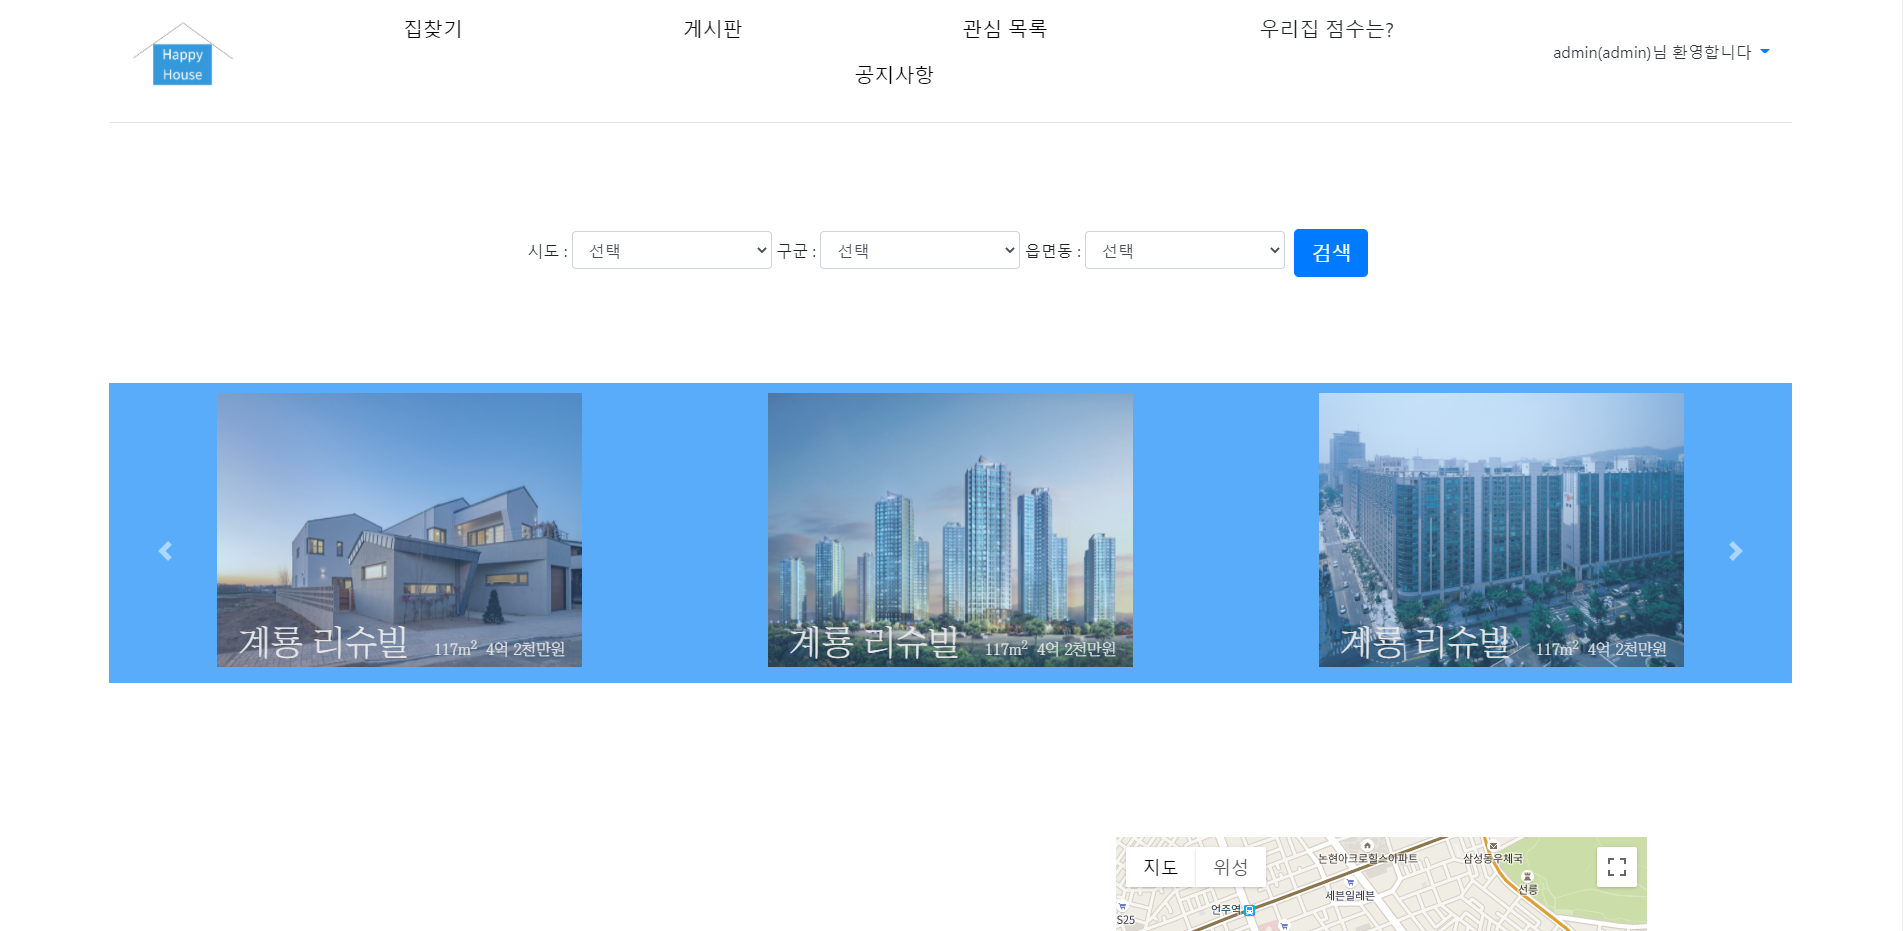 Happy
House
집찾기
게시판
관심 목록
우리집 점수는?
공지사항
admin(admin)님 환영합니다
시도 : 선택 구군 : 선택 읍면동 : 선택 검색
계룡 리슈빌 117m² 4억 2천만원
계룡 리슈빌 117m² 4억 2천만원
계룡 리슈빌 117m² 4억 2천만원
지도 위성
논현아크로힐스아파트
삼성동우체국
세븐일레븐
선릉
언주역
S25